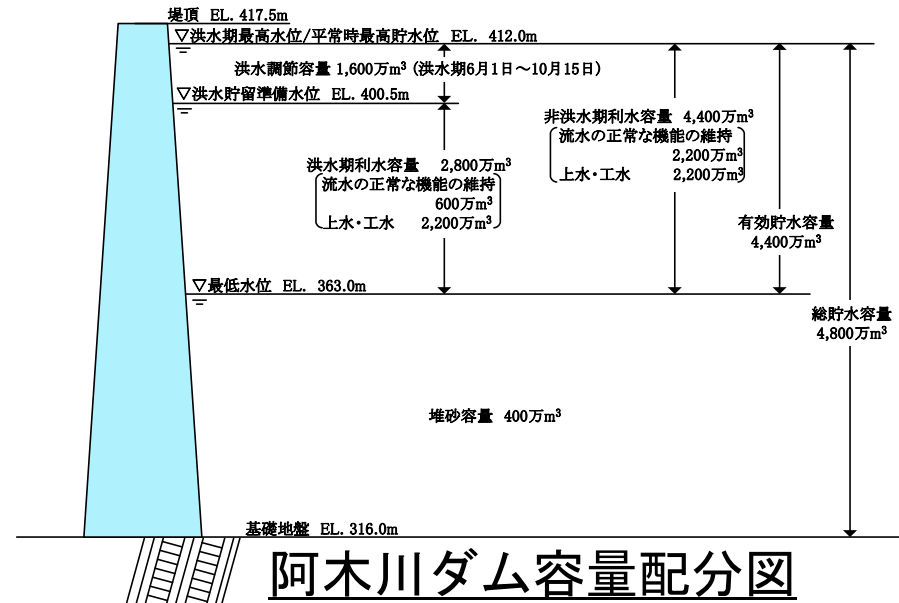 堤頂 EL. 417.5m
▽洪水期最高水位/平常時最高貯水位 EL. 412.0m
洪水調節容量 1,600万m³ (洪水期6月1日～10月15日)
▽洪水貯留準備水位 EL. 400.5m
非洪水期利水容量 4,400万m³
流水の正常な機能の維持
2,200万m³
上水・工水 2,200万m³
洪水期利水容量 2,800万m³
流水の正常な機能の維持
600万m³
上水・工水 2,200万m³
有効貯水容量
4,400万m³
▽最低水位 EL. 363.0m
総貯水容量
4,800万m³
堆砂容量 400万m³
基礎地盤 EL. 316.0m
阿木川ダム容量配分図